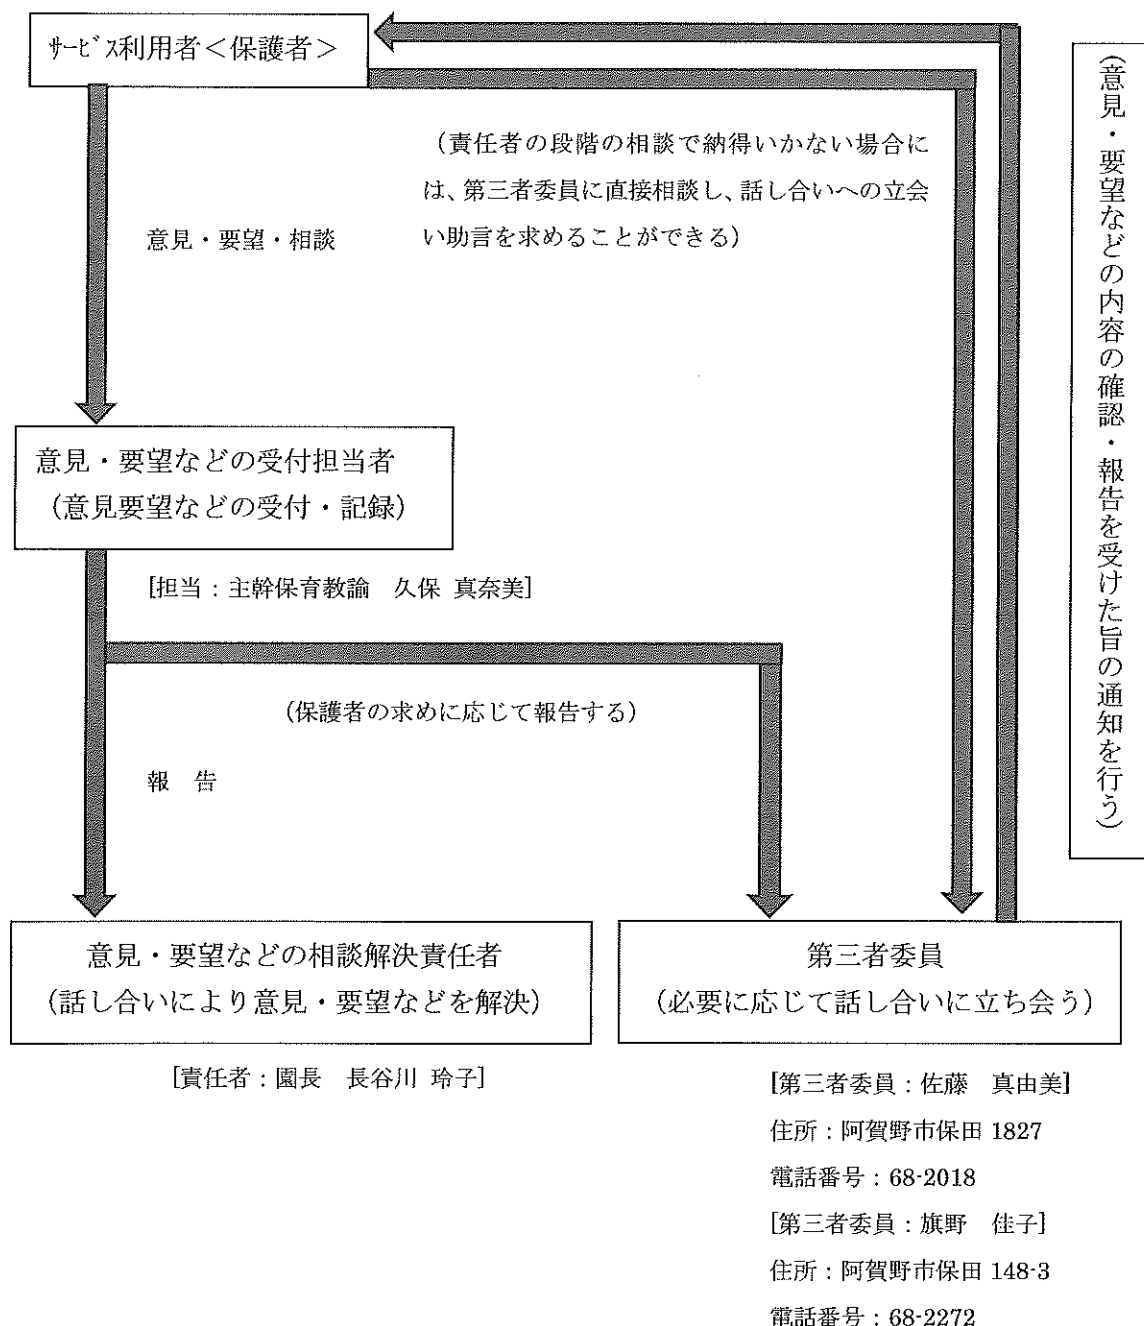 サービス利用者＜保護者＞
（責任者の段階の相談で納得いかない場合に
は、第三者委員に直接相談し、話し合いへの立会
い助言を求めることができる）
意見・要望・相談
（意見・要望などの内容の確認・報告を受けた旨の通知を行う）
意見・要望などの受付担当者
（意見要望などの受付・記録）
[担当：主幹保育教諭　久保 真奈美]
（保護者の求めに応じて報告する）
報　告
意見・要望などの相談解決責任者
（話し合いにより意見・要望などを解決）
[責任者：園長　長谷川 玲子]
第三者委員
（必要に応じて話し合いに立ち会う）
[第三者委員：佐藤　真由美]
住所：阿賀野市保田 1827
電話番号：68-2018
[第三者委員：旗野　佳子]
住所：阿賀野市保田 148-3
電話番号：68-2272